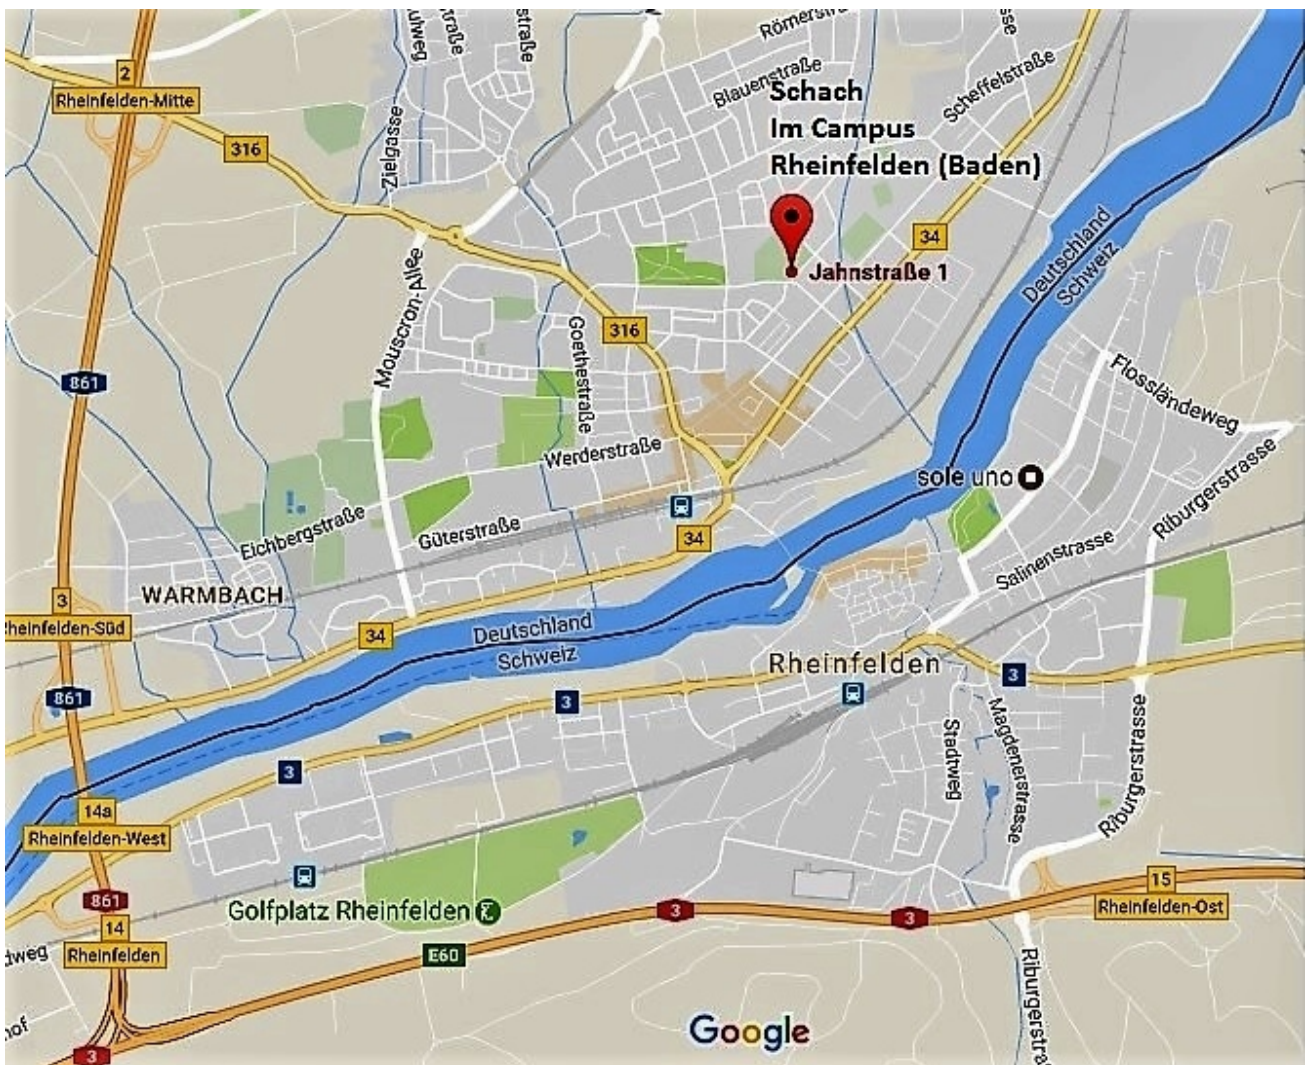 Römerstr
2
Rheinfelden-Mitte
316
Zielgasse
Blauenstraße
Scheffelstraße
Schach
Im Campus
Rheinfelden (Baden)
34
Jahnstraße 1
Deutschland
Schweiz
Mouscron-Allee
316
Goethestraße
861
Flossländeweg
Werderstraße
sole uno
Riburgerstrasse
Eichbergstraße
Güterstraße
34
Salinenstrasse
WARMBACH
3
Rheinfelden-Süd
34
Deutschland
Schweiz
Rheinfelden
3
861
3
3
Stadtweg
Magdenerstrasse
Riburgerstrasse
14a
Rheinfelden-West
861
Golfplatz Rheinfelden
3
3
15
Rheinfelden-Ost
14
Rheinfelden
E60
Google
3